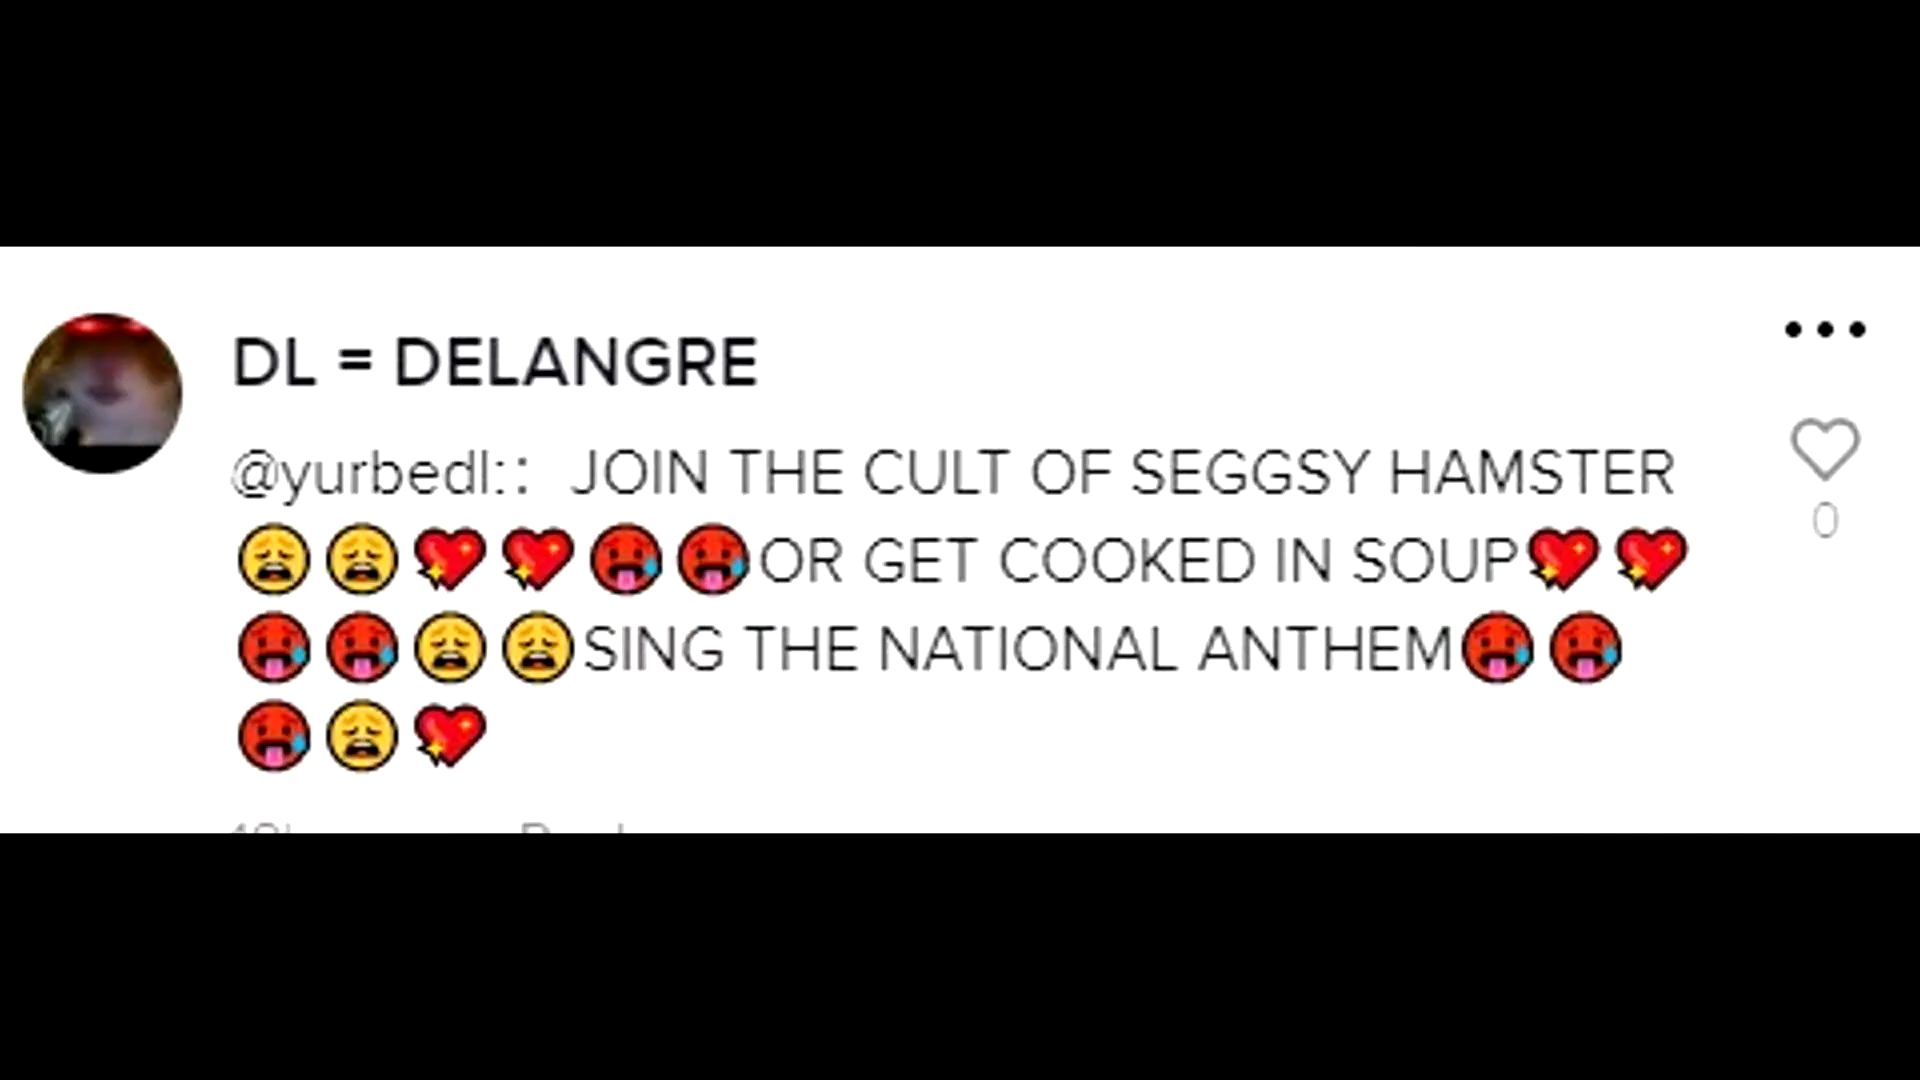 DL = DELANGRE
@yurbedl:: JOIN THE CULT OF SEGGSY HAMSTER
😩😩💖💖🥵🥵OR GET COOKED IN SOUP💖💖
🥵🥵😩😩SING THE NATIONAL ANTHEM🥵🥵
🥵😩💖
0